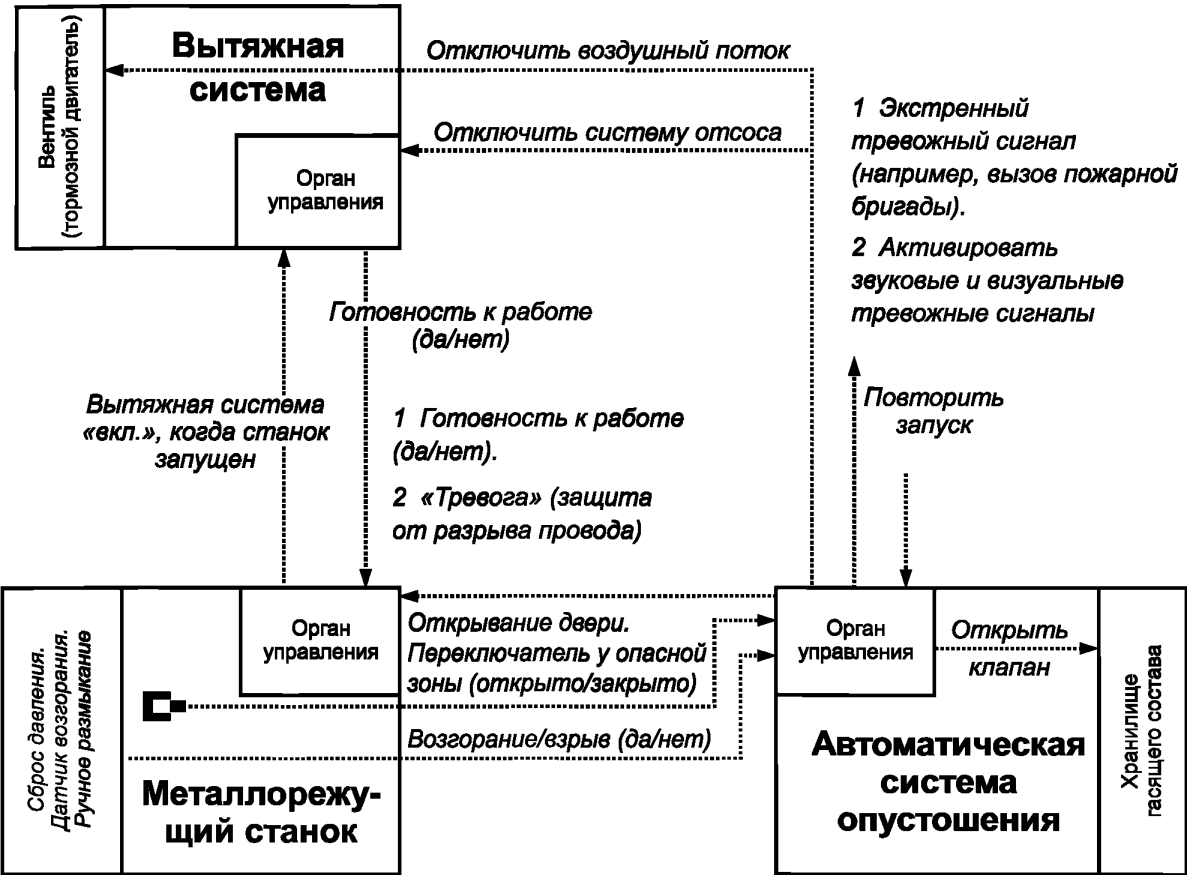 Вентиль
(тормозной двигатель)
Вытяжная
система
Орган
управления
Отключить воздушный поток
Отключить систему отсоса
1 Экстренный
тревожный сигнал
(например, вызов пожарной
бригады).
2 Активировать
звуковые и визуальные
тревожные сигналы
Готовность к работе
(да/нет)
Вытяжная система
«вкл.», когда станок
запущен
1 Готовность к работе
(да/нет).
2 «Тревога» (защита
от разрыва провода)
Повторить
запуск
Сброс давления.
Датчик возгорания.
Ручное размыкание
Орган
управления
Металлорежу-
щий станок
Открывание двери.
Переключатель у опасной
зоны (открыто/закрыто)
Возгорание/взрыв (да/нет)
Орган
управления
Открыть
клапан
Автоматическая
система
опустошения
Хранилище
гасящего состава